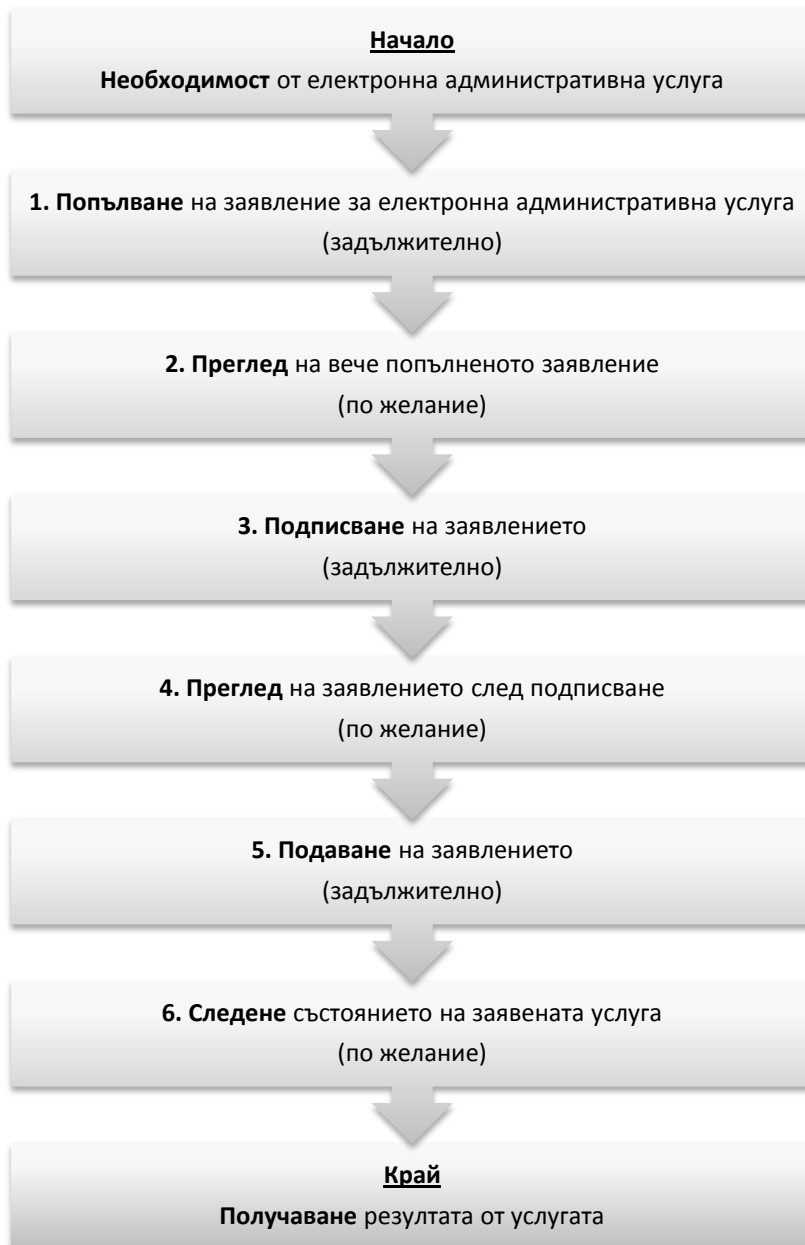 Начало
Необходимост от електронна административна услуга
1. Попълване на заявление за електронна административна услуга
(задължително)
2. Преглед на вече попълненото заявление
(по желание)
3. Подписване на заявлението
(задължително)
4. Преглед на заявлението след подписване
(по желание)
5. Подаване на заявлението
(задължително)
6. Следене състоянието на заявената услуга
(по желание)
Край
Получаване резултата от услугата